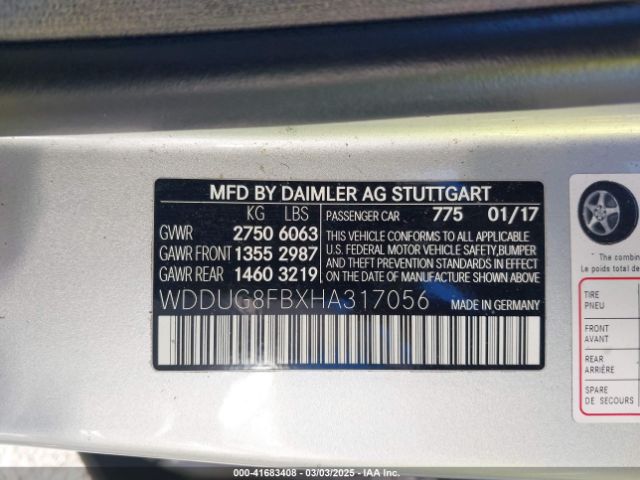 MFD BY DAIMLER AG STUTTGART
KG LBS PASSENGER CAR 775 01/17
GVWR 2750 6063
GAWR FRONT 1355 2987
GAWR REAR 1460 3219
THIS VEHICLE CONFORMS TO ALL APPLICABLE
U.S. FEDERAL MOTOR VEHICLE SAFETY,BUMPER
AND THEFT PREVENTION STANDARDS IN
EFFECT ON THE DATE OF MANUFACTURE SHOWN ABOVE
WDDUG8FBXHA317056 MADE IN GERMANY
The combined
Le poids total de
TIRE
PNEU
FRONT
AVANT
REAR
ARRIÈRE
SPARE
DE SECOURS
000-41683408 - 03/03/2025 - IAA Inc.